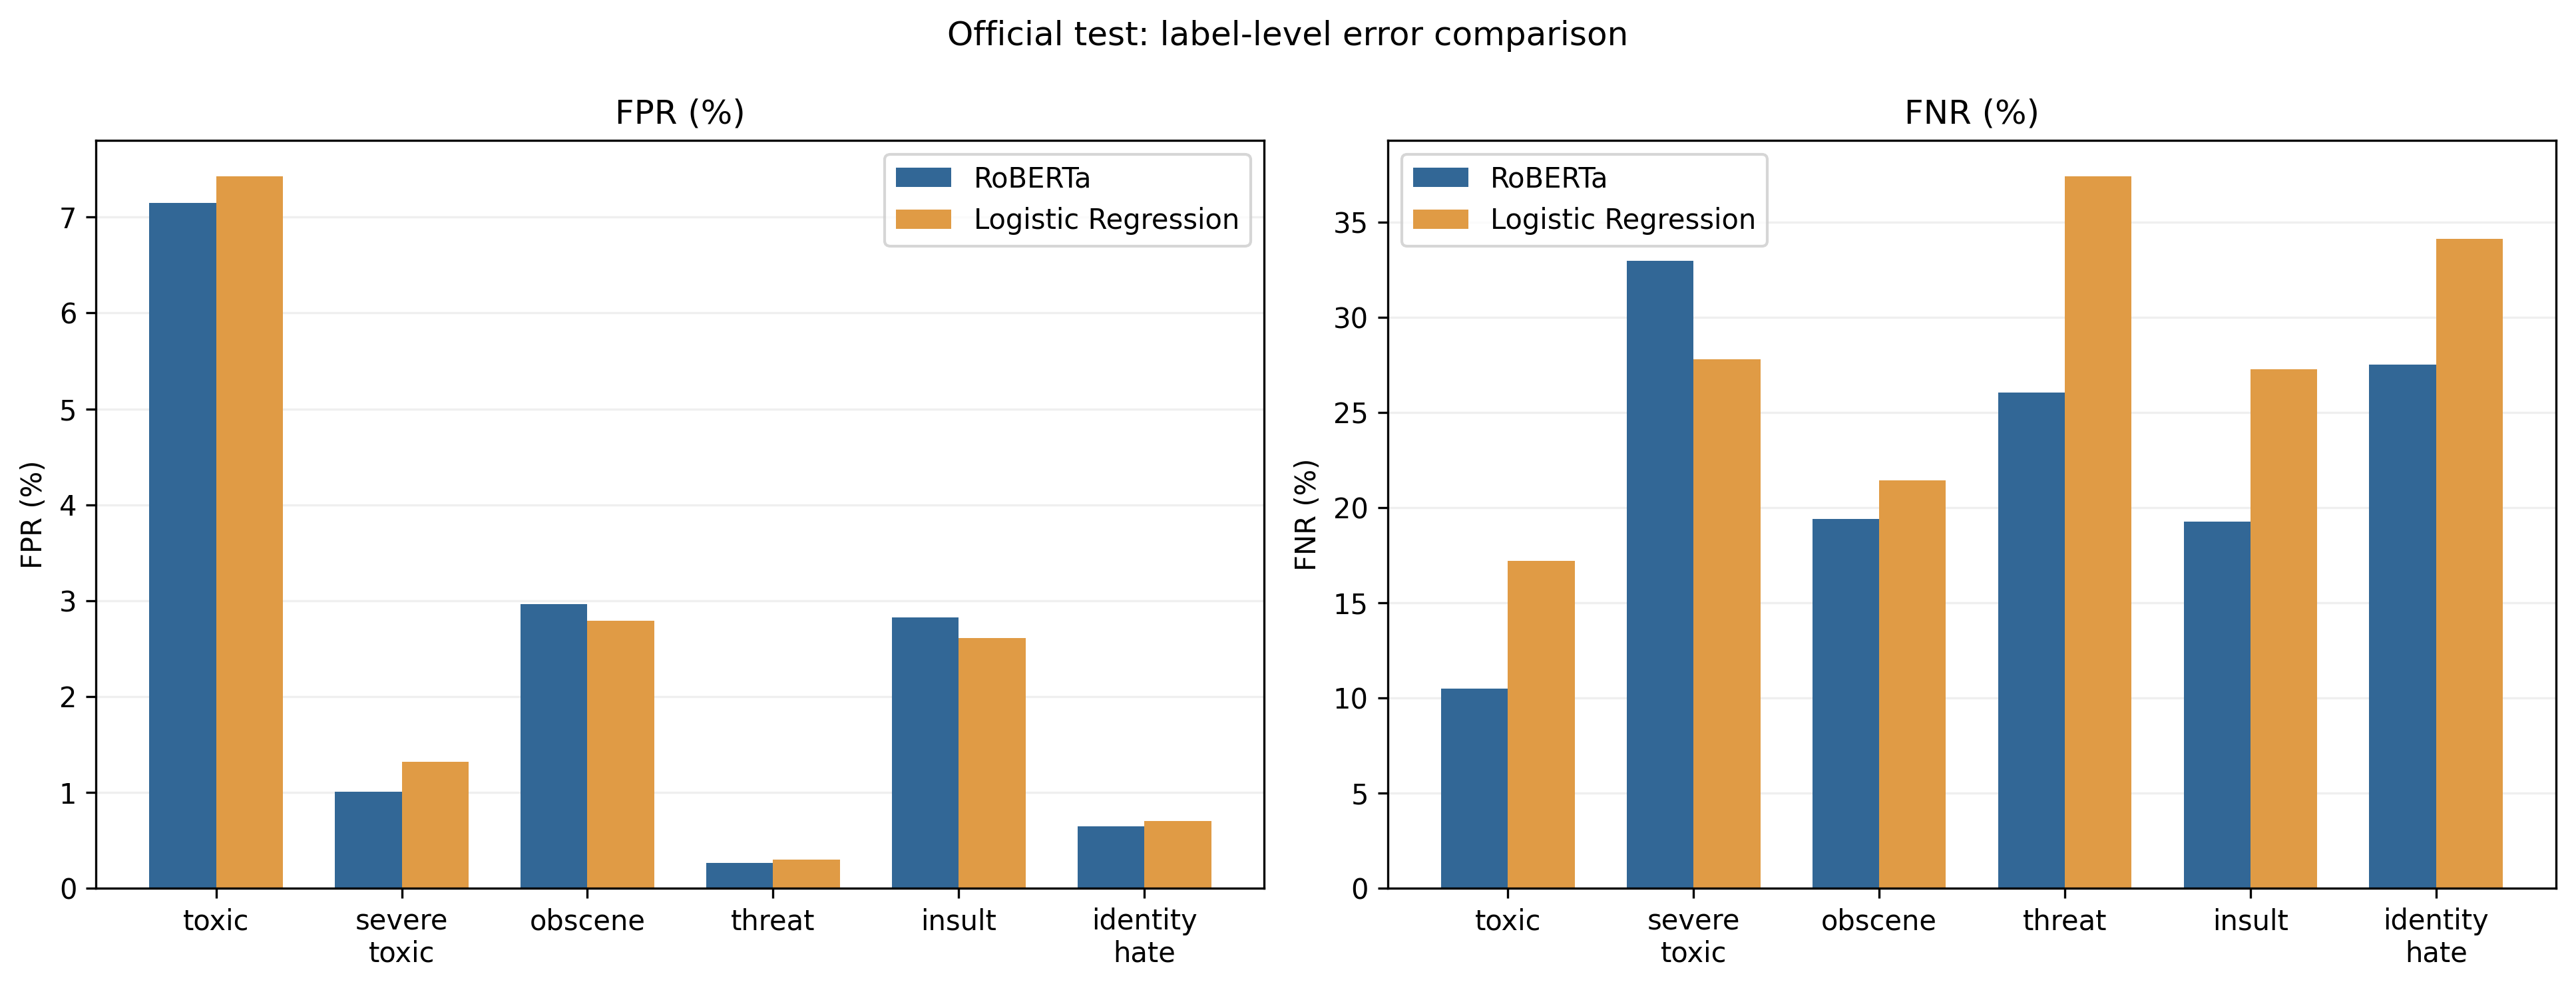 Official test: label-level error comparison
FPR (%)
FPR (%)
7
6
5
4
3
2
1
0
RoBERTa
Logistic Regression
toxic
severe
toxic
obscene
threat
insult
identity
hate
FNR (%)
FNR (%)
35
30
25
20
15
10
5
0
RoBERTa
Logistic Regression
toxic
severe
toxic
obscene
threat
insult
identity
hate